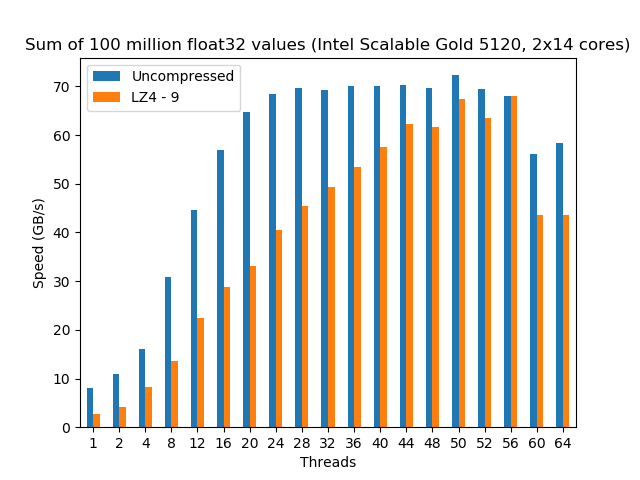 Sum of 100 million float32 values (Intel Scalable Gold 5120, 2x14 cores)
Uncompressed
LZ4 - 9
Speed (GB/s)
70
60
50
40
30
20
10
0
1 2 4 8 12 16 20 24 28 32 36 40 44 48 50 52 56 60 64
Threads